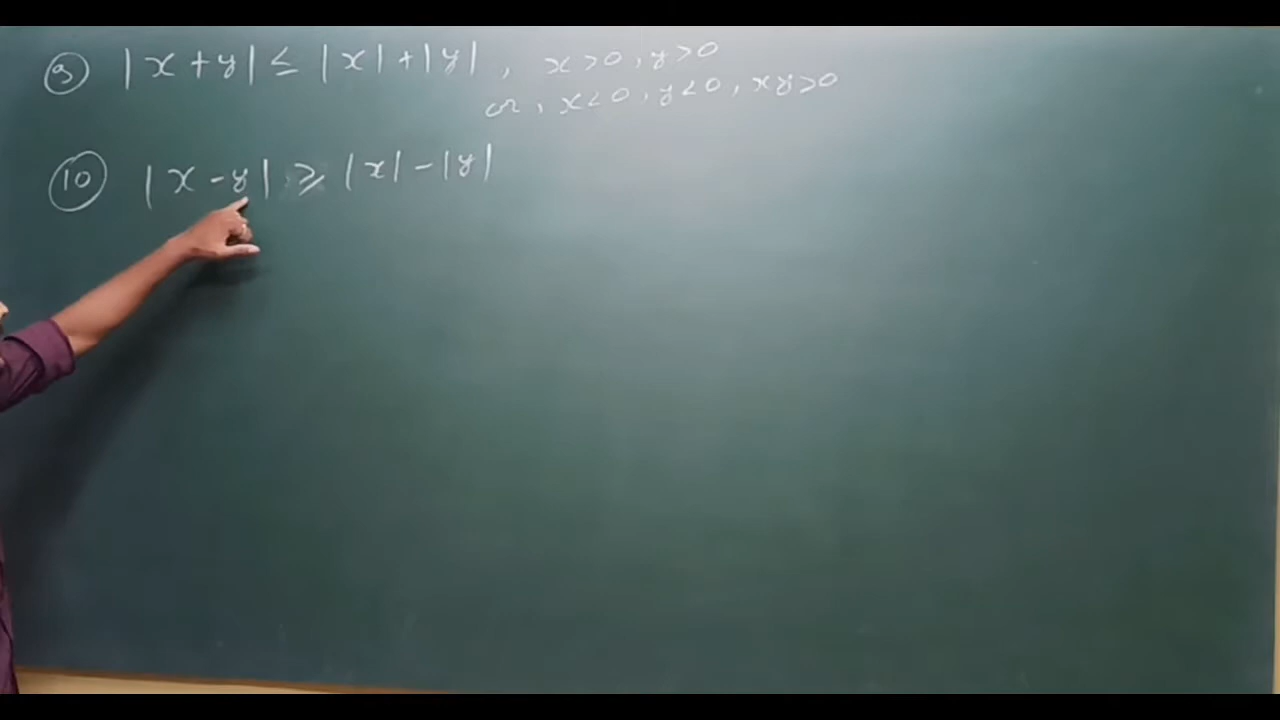 9 |x+y| ≤ |x|+|y| , x>0, y>0
or, x<0, y<0, xy>0
10 |x-y| ⩾ |x|-|y|